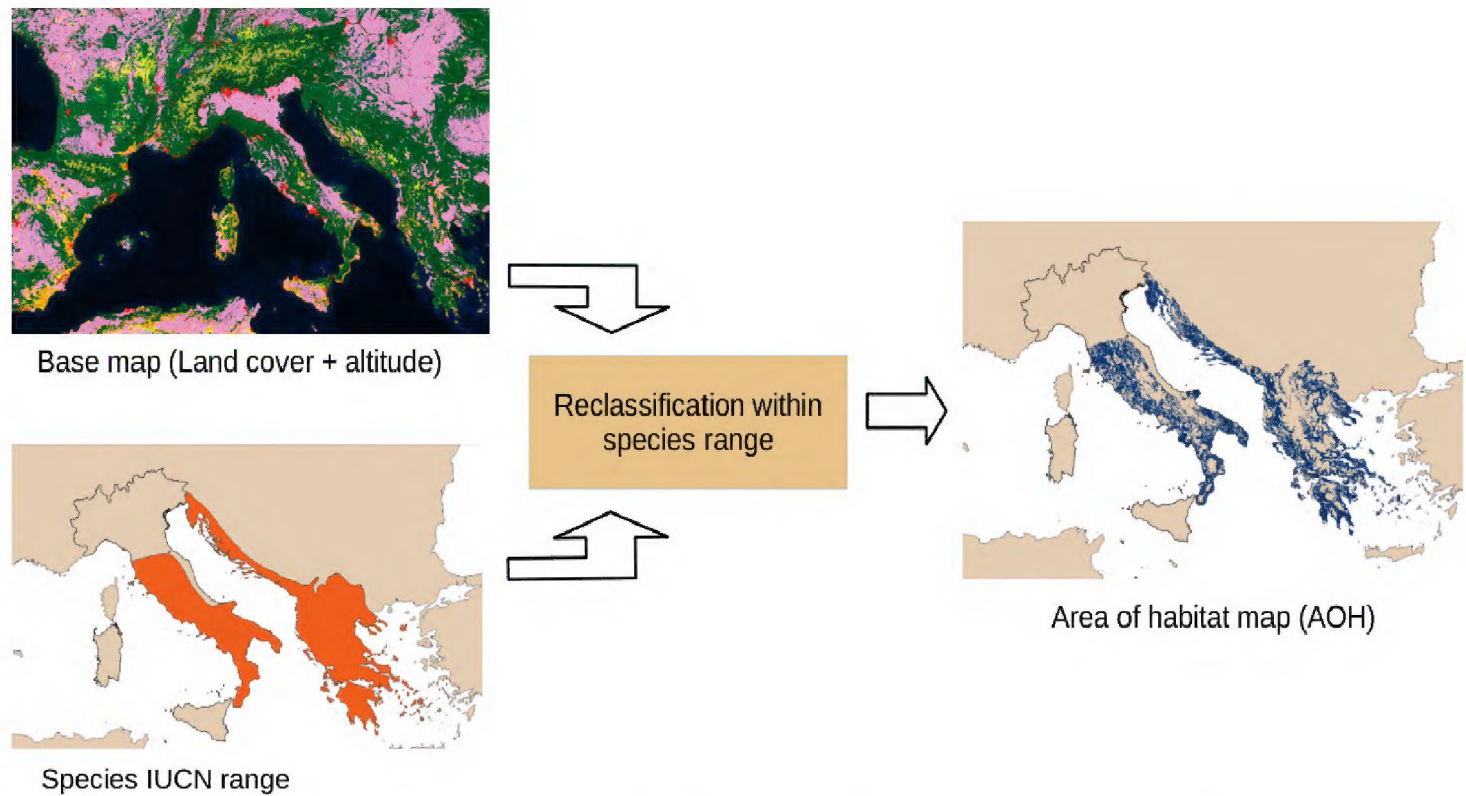 Base map (Land cover + altitude)
Reclassification within
species range
Area of habitat map (AOH)
Species IUCN range